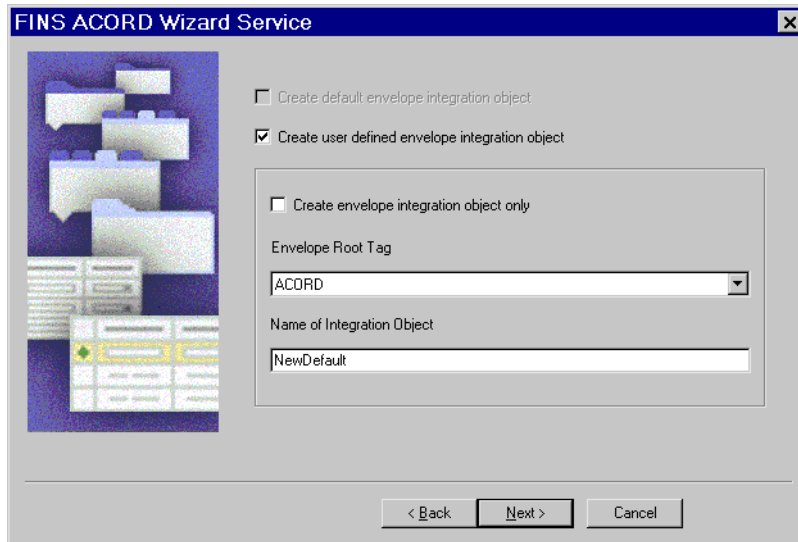 FINS ACORD Wizard Service
Create default envelope integration object
Create user defined envelope integration object
Create envelope integration object only
Envelope Root Tag
ACORD
Name of Integration Object
NewDefault
< Back Next > Cancel